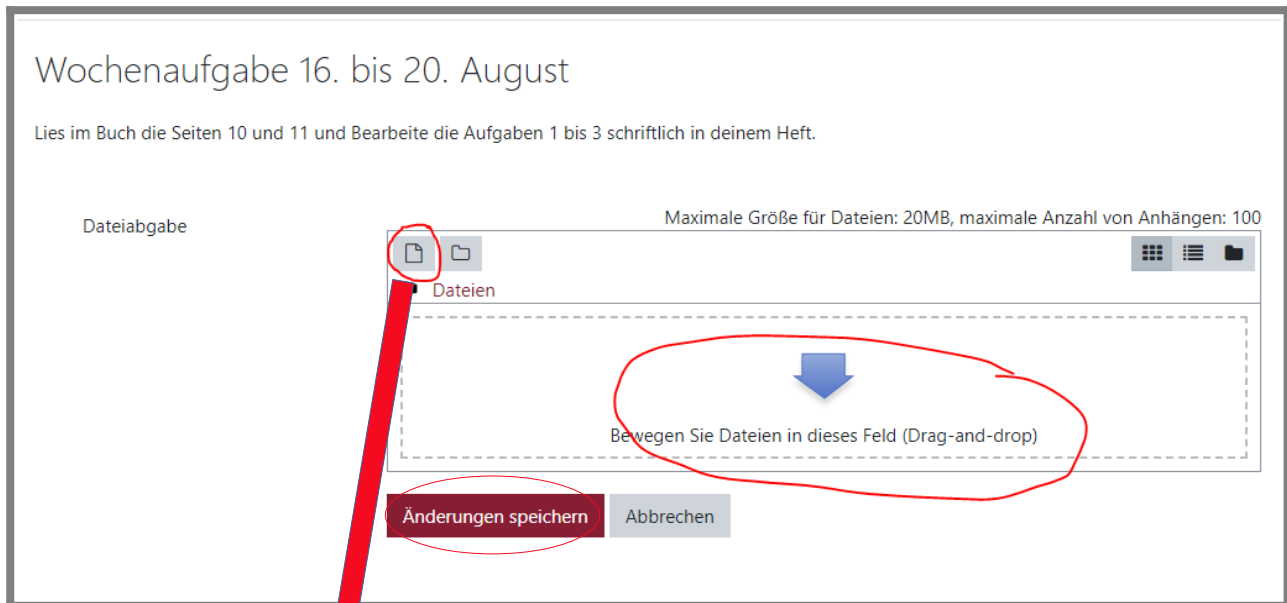 Wochenaufgabe 16. bis 20. August
Lies im Buch die Seiten 10 und 11 und Bearbeite die Aufgaben 1 bis 3 schriftlich in deinem Heft.
Maximale Größe für Dateien: 20MB, maximale Anzahl von Anhängen: 100
Dateiabgabe
Dateien
Bewegen Sie Dateien in dieses Feld (Drag-and-drop)
Änderungen speichern Abbrechen